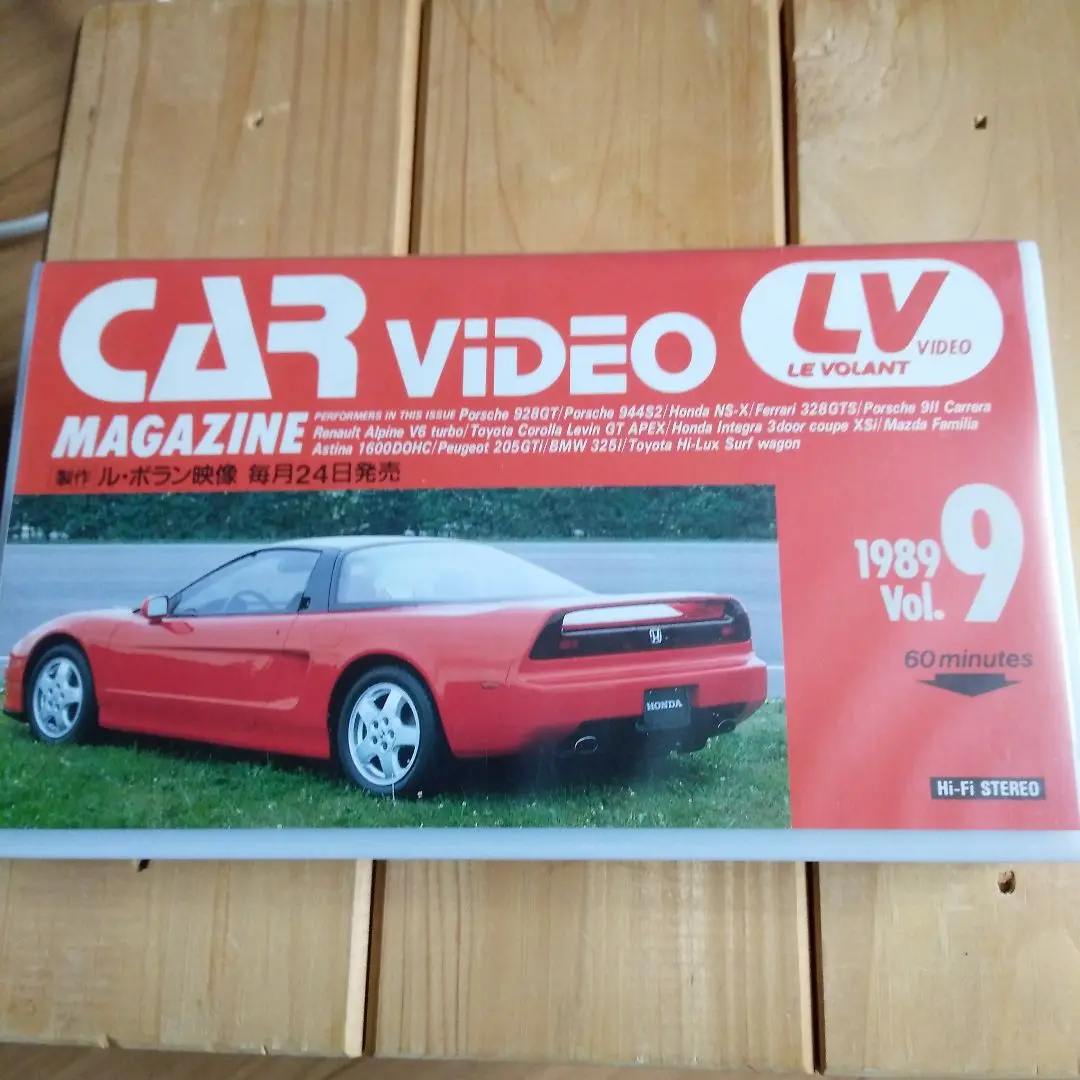 CAR ViDEO
LV VIDEO
LE VOLANT
MAGAZINE
PERFORMERS IN THIS ISSUE Porsche 928GT/Porsche 944S2/Honda NS-X/Ferrari 328GTS/Porsche 911 Carrera
Renault Alpine V6 turbo/Toyota Corolla Levin GT APEX/Honda Integra 3door coupe XSi/Mazda Familia
Astina 1600DOHC/Peugeot 205GTi/BMW 325i/Toyota Hi-Lux Surf wagon
製作 ル・ボラン映像 毎月24日発売
1989 9
Vol.
60minutes
HONDA
Hi-Fi STEREO